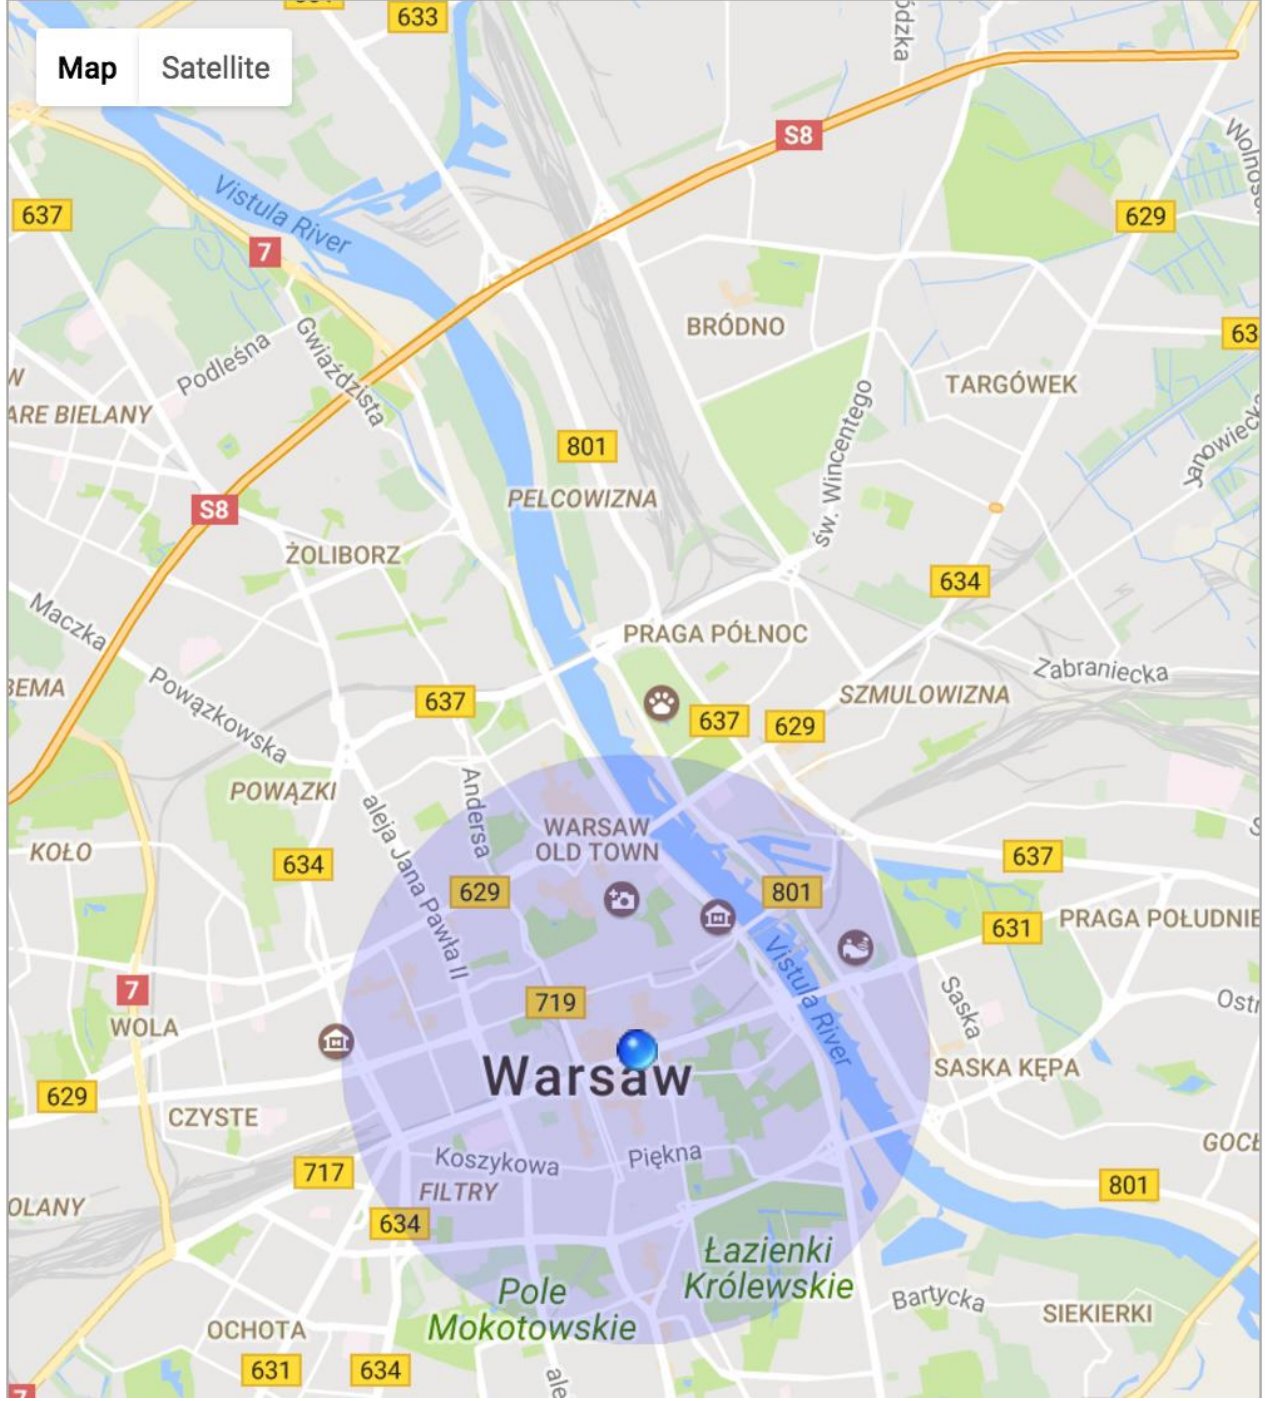 633
Map
Satellite
S8
637
Vistula River
629
7
BRÓDNO
Podleśna
Gwiaździsta
TARGÓWEK
ARE BIELANY
św. Wincentego
801
PELCOWIZNA
S8
ŻOLIBORZ
634
Maczka
PRAGA PÓŁNOC
Zabraniecka
Powązkowska
637
SZMULOWIZNA
637
629
POWĄZKI
Andersa
aleja Jana Pawła II
WARSAW
OLD TOWN
KOŁO
634
637
629
801
631
PRAGA POŁUDNIE
Vistula River
7
719
Saska
WOLA
Warsaw
SASKA KĘPA
629
CZYSTE
Koszykowa
Piękna
717
FILTRY
801
634
Łazienki
Królewskie
Pole
Mokotowskie
Bartycka
SIEKIERKI
OCHOTA
631
634
7